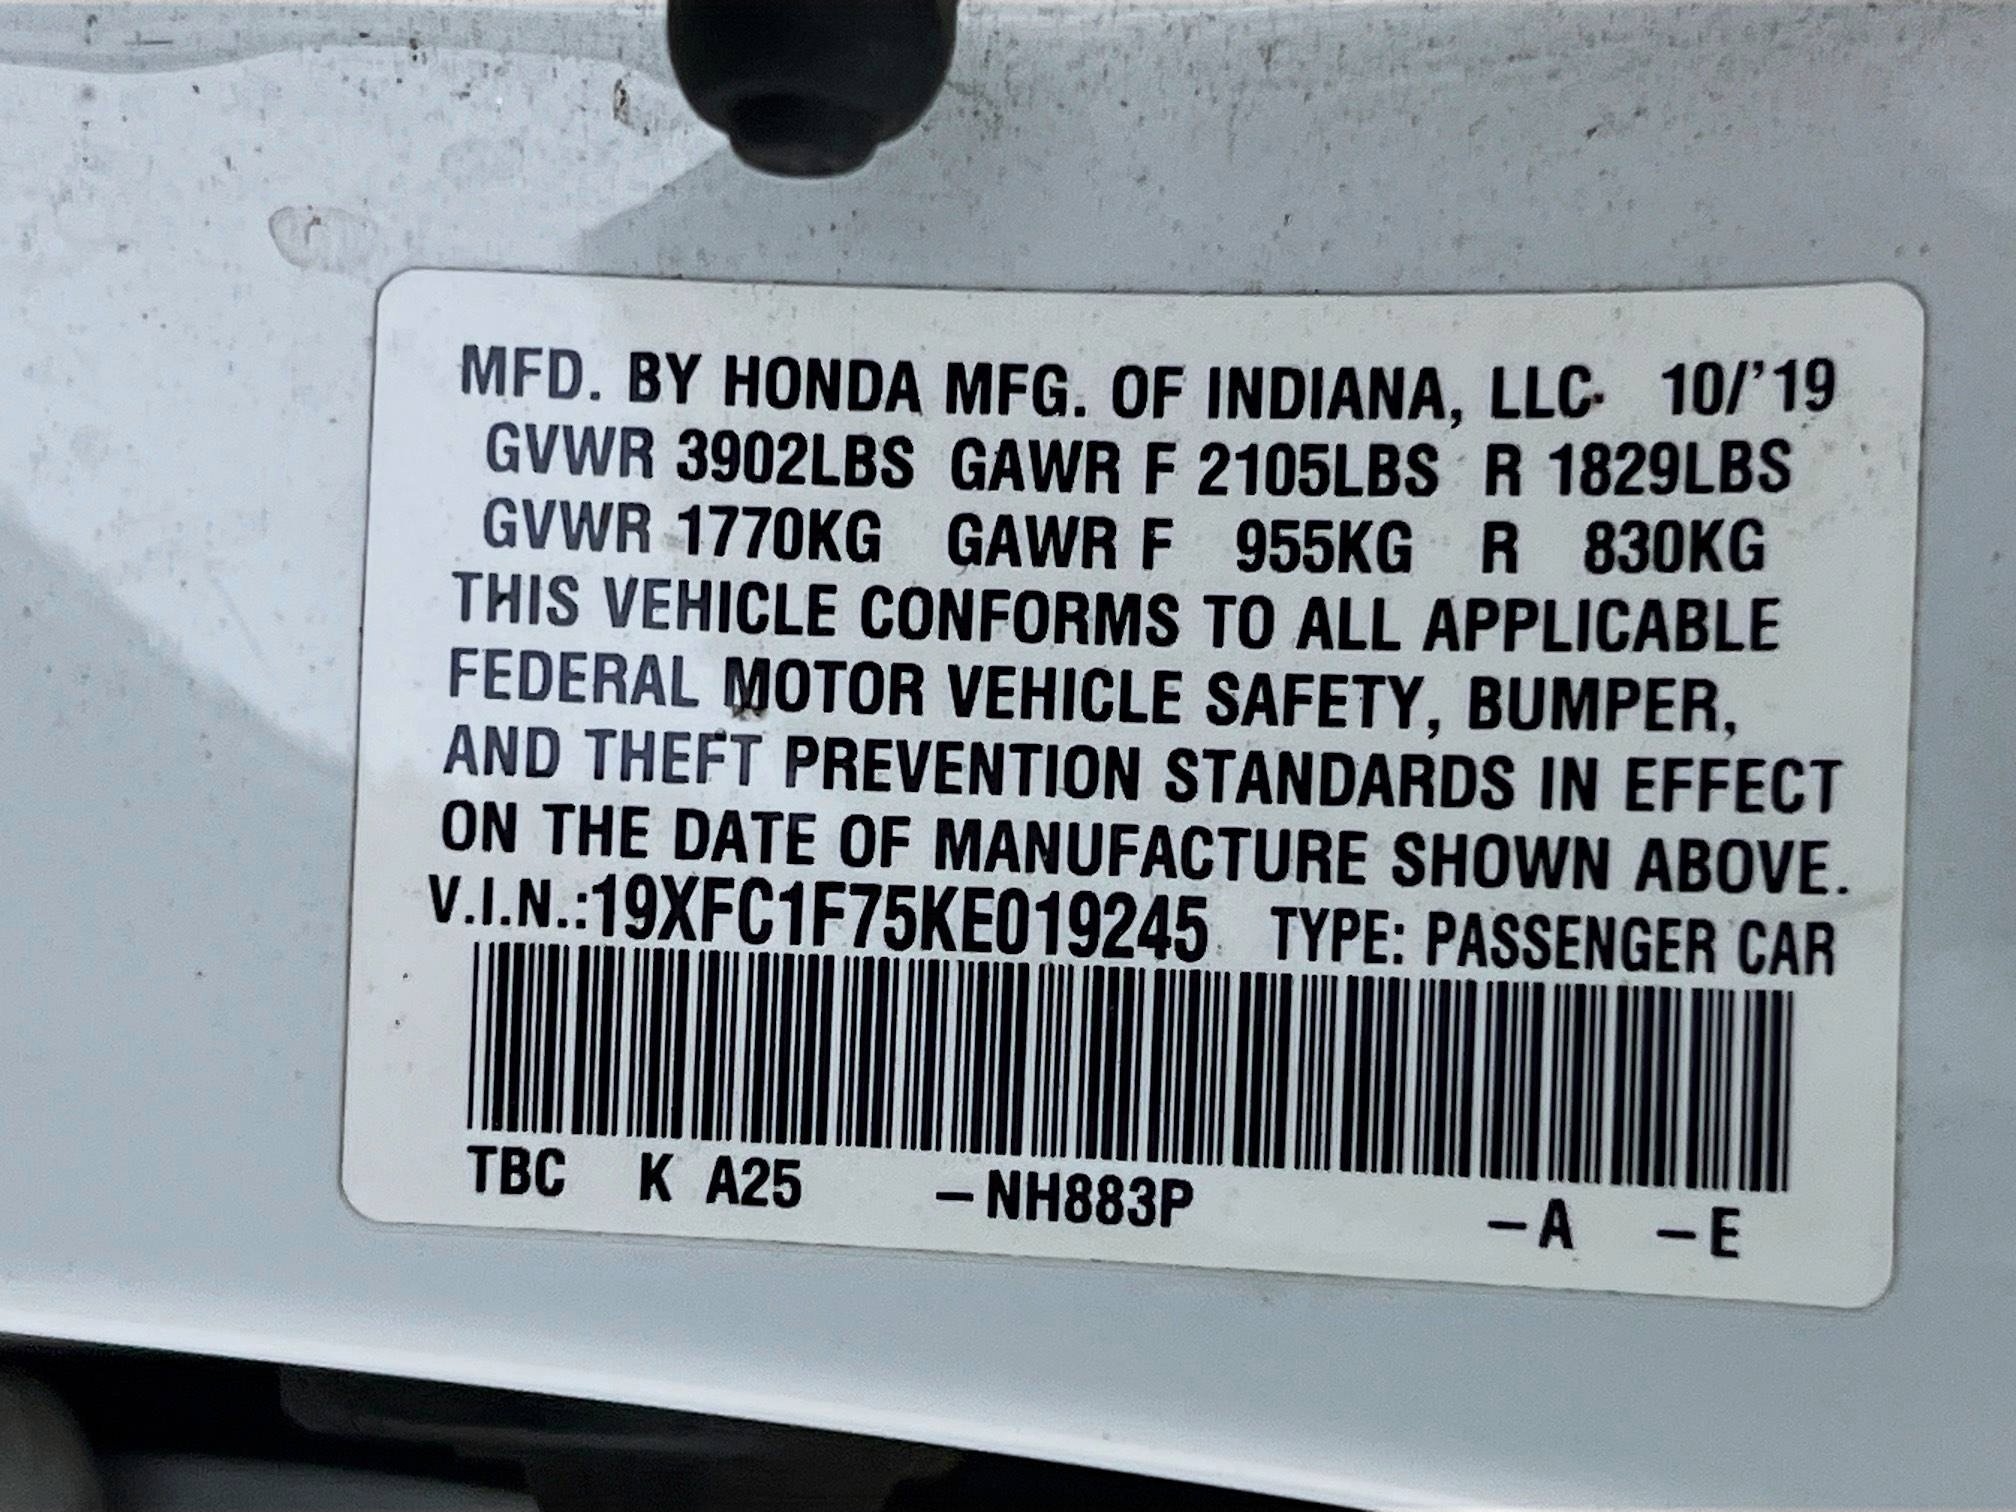 MFD. BY HONDA MFG. OF INDIANA, LLC. 10/'19
GVWR 3902LBS GAWR F 2105LBS R 1829LBS
GVWR 1770KG GAWR F 955KG R 830KG
THIS VEHICLE CONFORMS TO ALL APPLICABLE
FEDERAL MOTOR VEHICLE SAFETY, BUMPER,
AND THEFT PREVENTION STANDARDS IN EFFECT
ON THE DATE OF MANUFACTURE SHOWN ABOVE.
V.I.N.:19XFC1F75KE019245 TYPE: PASSENGER CAR
TBC K A25 -NH883P -A -E